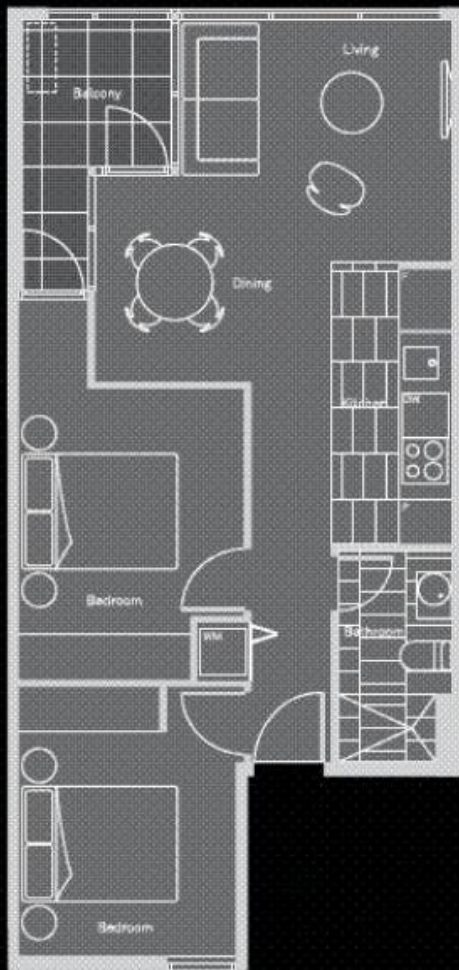 Living
Balcony
Dining
Kitchen
DW
P
Bedroom
WM
Bathroom
Bedroom